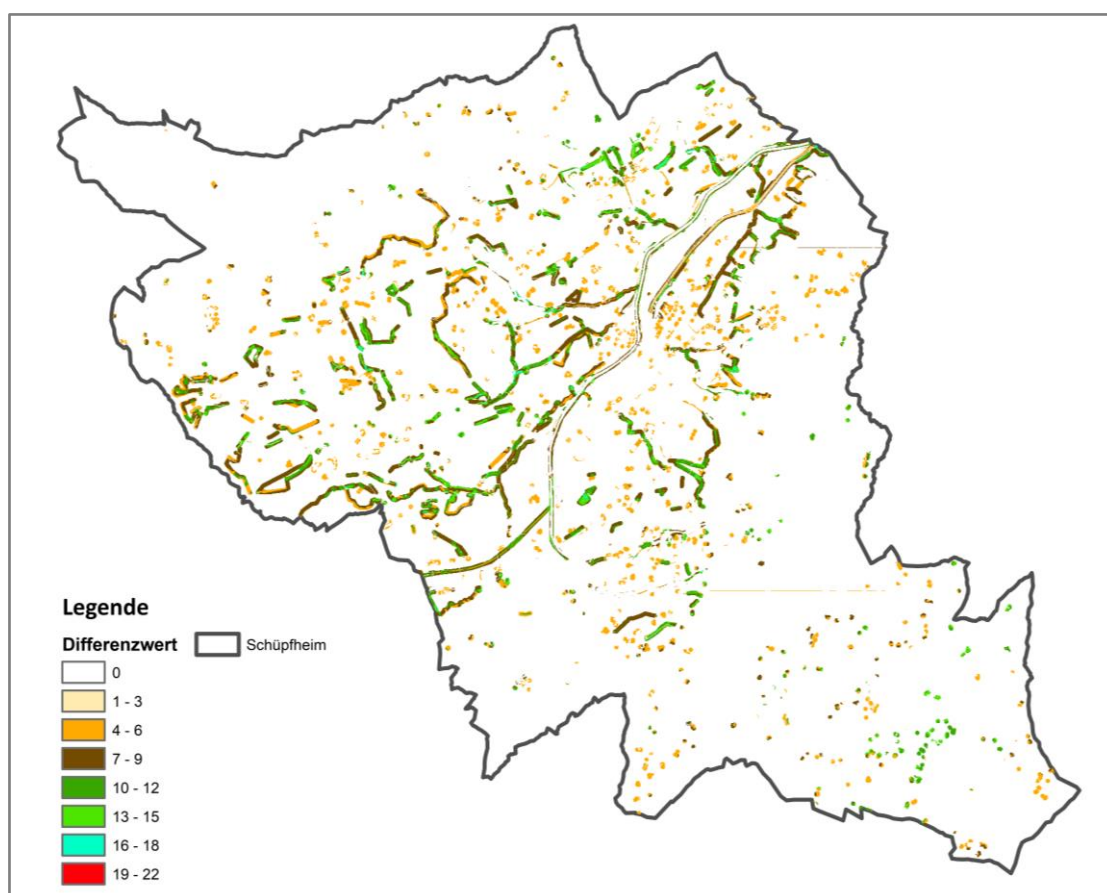 Legende
Differenzwert
Schüpfheim
0
1 - 3
4 - 6
7 - 9
10 - 12
13 - 15
16 - 18
19 - 22